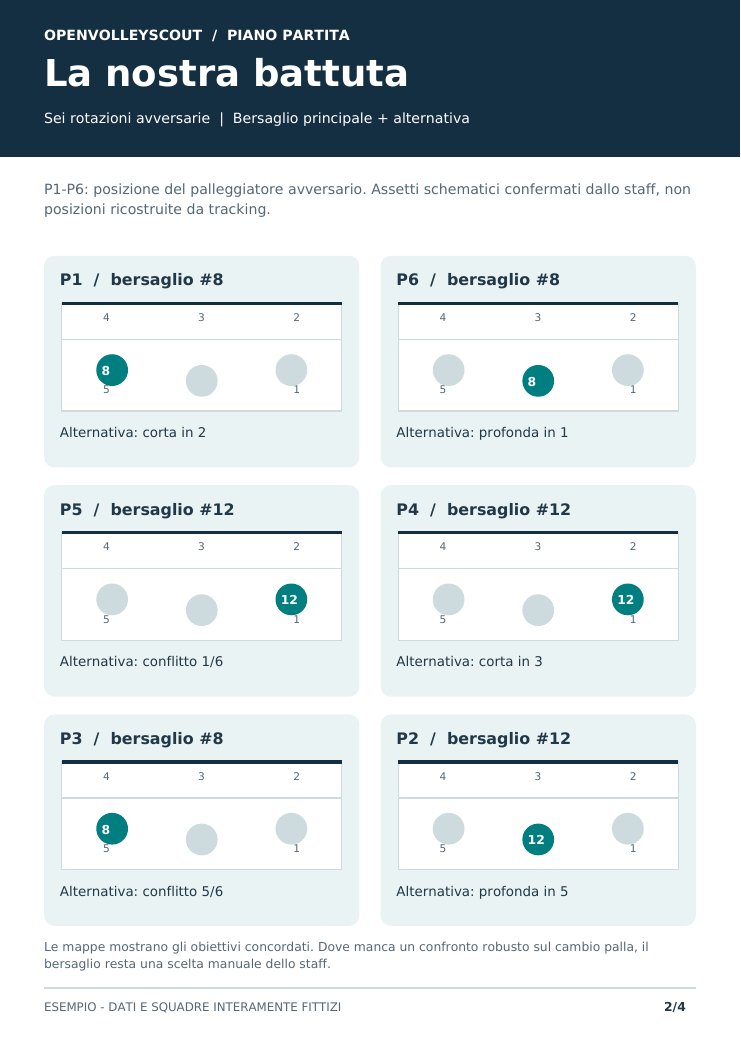 OPENVOLLEYSCOUT / PIANO PARTITA
La nostra battuta
Sei rotazioni avversarie | Bersaglio principale + alternativa
P1-P6: posizione del palleggiatore avversario. Assetti schematici confermati dallo staff, non
posizioni ricostruite da tracking.
P1 / bersaglio #8
4 3 2
8
5 1
Alternativa: corta in 2
P6 / bersaglio #8
4 3 2
8
5 1
Alternativa: profonda in 1
P5 / bersaglio #12
4 3 2
12
5 1
Alternativa: conflitto 1/6
P4 / bersaglio #12
4 3 2
12
5 1
Alternativa: corta in 3
P3 / bersaglio #8
4 3 2
8
5 1
Alternativa: conflitto 5/6
P2 / bersaglio #12
4 3 2
12
5 1
Alternativa: profonda in 5
Le mappe mostrano gli obiettivi concordati. Dove manca un confronto robusto sul cambio palla, il
bersaglio resta una scelta manuale dello staff.
ESEMPIO - DATI E SQUADRE INTERAMENTE FITTIZI
2/4